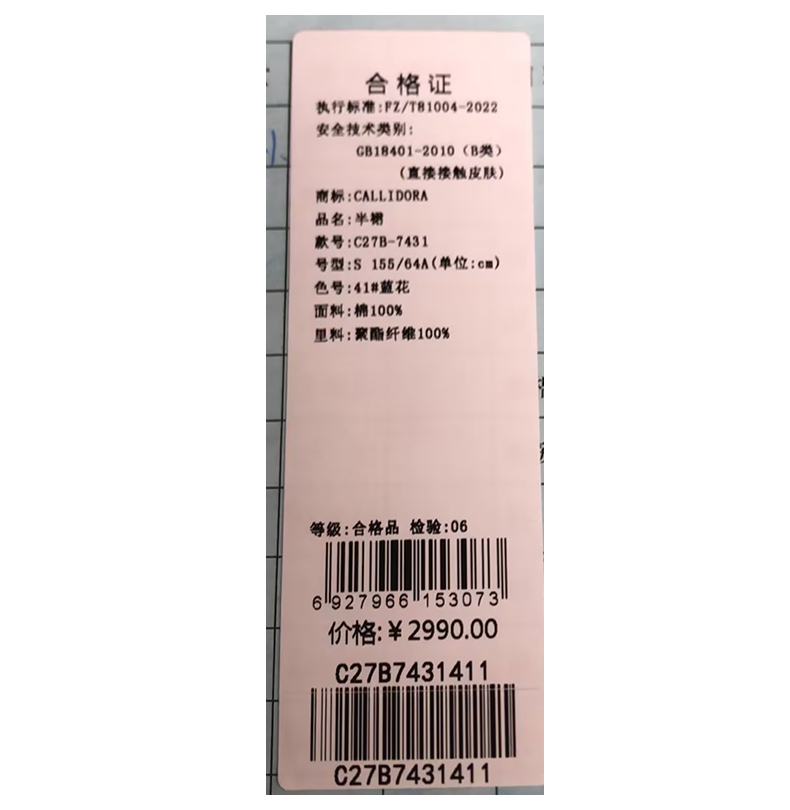 合格证
执行标准:FZ/T81004-2022
安全技术类别:
GB18401-2010（B类）
(直接接触皮肤)
商标:CALLIDORA
品名:半裙
款号:C27B-7431
号型:S 155/64A(单位:cm)
色号:41#蓝花
面料:棉100%
里料:聚酯纤维100%
等级:合格品 检验:06
6 927966 153073
价格:¥2990.00
C27B7431411
C27B7431411